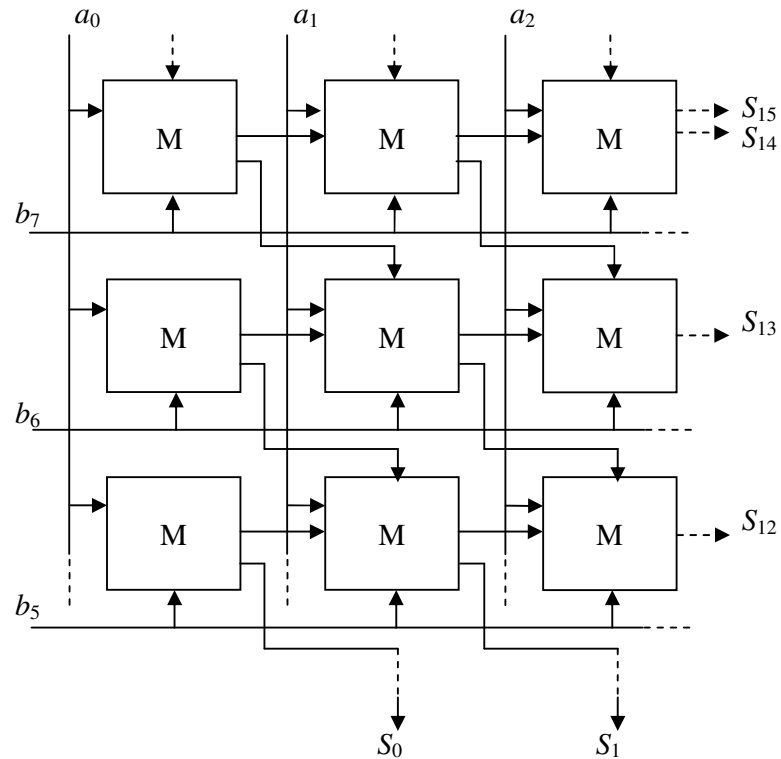 a₀ a₁ a₂
M M M S₁₅
S₁₄
b₇
M M M S₁₃
b₆
M M M S₁₂
b₅
S₀ S₁